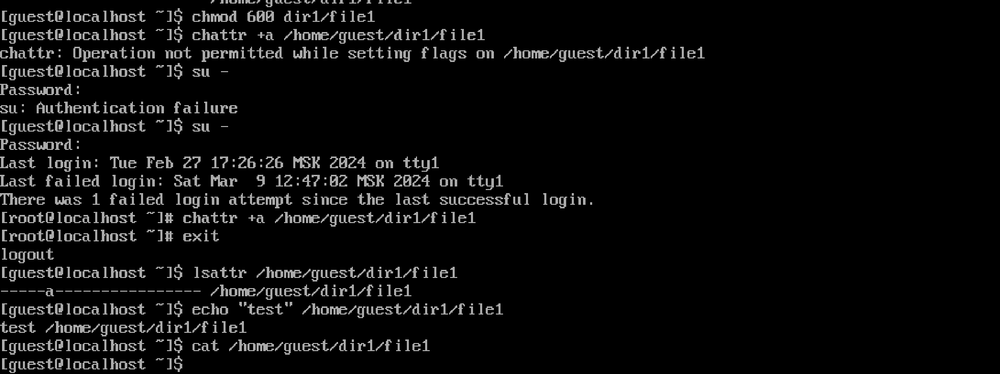 /home/guest/dir1/file1
[guest@localhost ~]$ chmod 600 dir1/file1
[guest@localhost ~]$ chattr +a /home/guest/dir1/file1
chattr: Operation not permitted while setting flags on /home/guest/dir1/file1
[guest@localhost ~]$ su -
Password:
su: Authentication failure
[guest@localhost ~]$ su -
Password:
Last login: Tue Feb 27 17:26:26 MSK 2024 on tty1
Last failed login: Sat Mar  9 12:47:02 MSK 2024 on tty1
There was 1 failed login attempt since the last successful login.
[root@localhost ~]# chattr +a /home/guest/dir1/file1
[root@localhost ~]# exit
logout
[guest@localhost ~]$ lsattr /home/guest/dir1/file1
-----a---------------- /home/guest/dir1/file1
[guest@localhost ~]$ echo "test" /home/guest/dir1/file1
test /home/guest/dir1/file1
[guest@localhost ~]$ cat /home/guest/dir1/file1
[guest@localhost ~]$